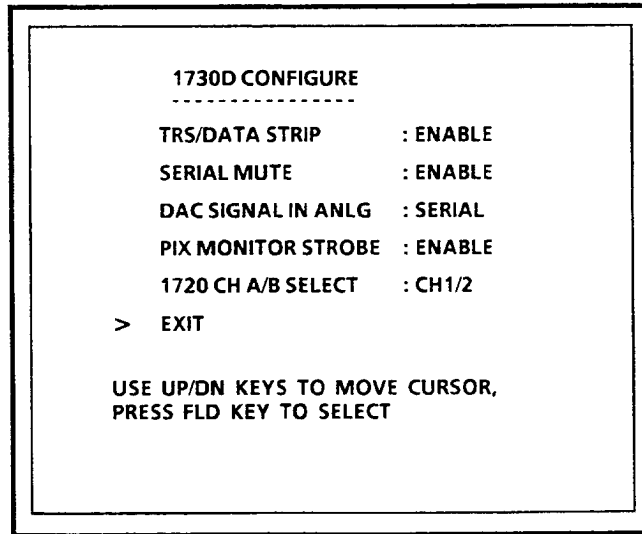 1730D CONFIGURE
- - - - - - - - - - - - - - - -
TRS/DATA STRIP : ENABLE
SERIAL MUTE : ENABLE
DAC SIGNAL IN ANLG : SERIAL
PIX MONITOR STROBE : ENABLE
1720 CH A/B SELECT : CH1/2
> EXIT
USE UP/DN KEYS TO MOVE CURSOR,
PRESS FLD KEY TO SELECT